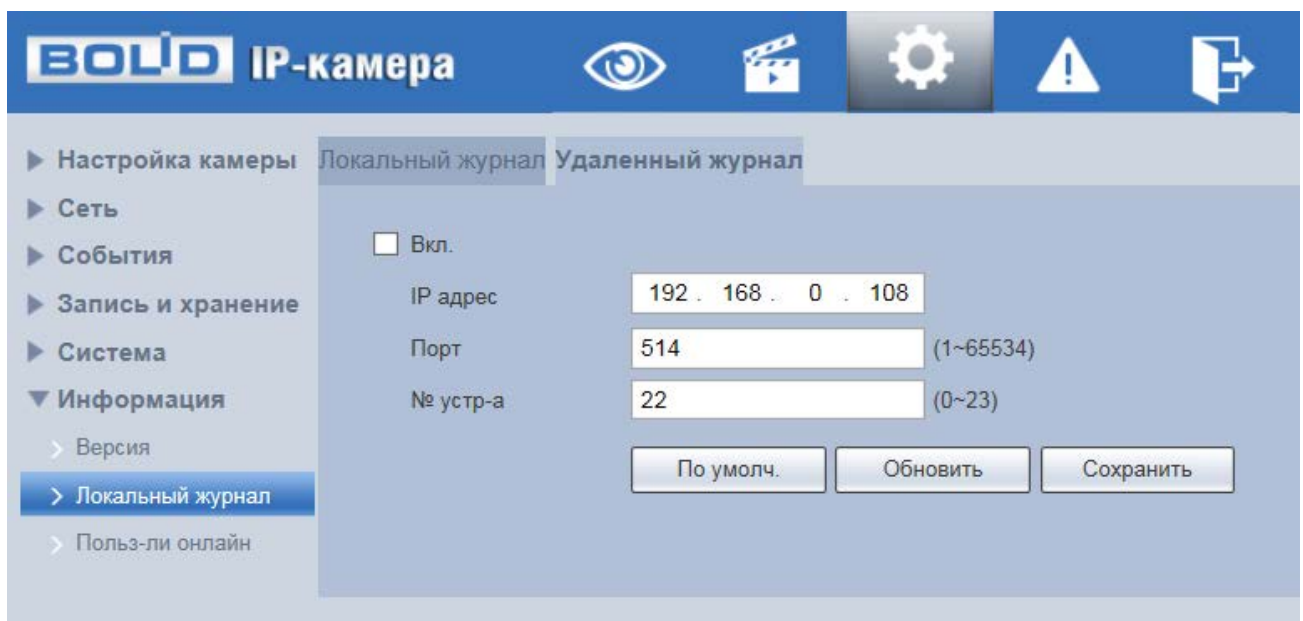 BOLID IP-камера
Настройка камеры
Сеть
События
Запись и хранение
Система
Информация
Версия
Локальный журнал
Польз-ли онлайн
Локальный журнал Удаленный журнал
Вкл.
IP адрес 192 . 168 . 0 . 108
Порт 514 (1~65534)
№ устр-а 22 (0~23)
По умолч. Обновить Сохранить